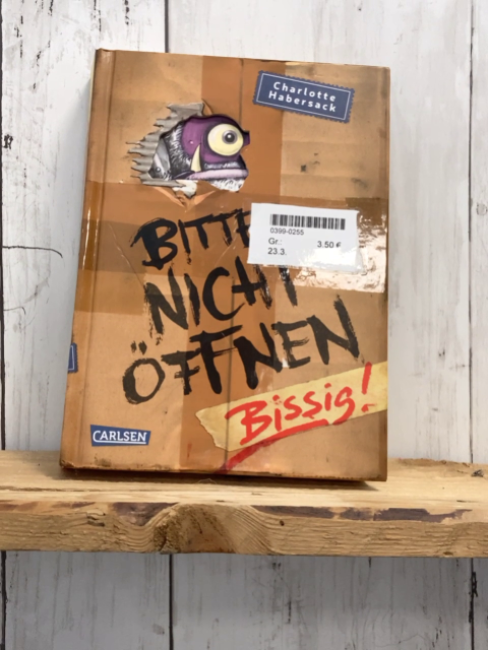 Charlotte
Habersack
BITTE
0399-0255
Gr.: 3.50 €
23.3.
NICHT
ÖFFNEN
Bissig!
CARLSEN